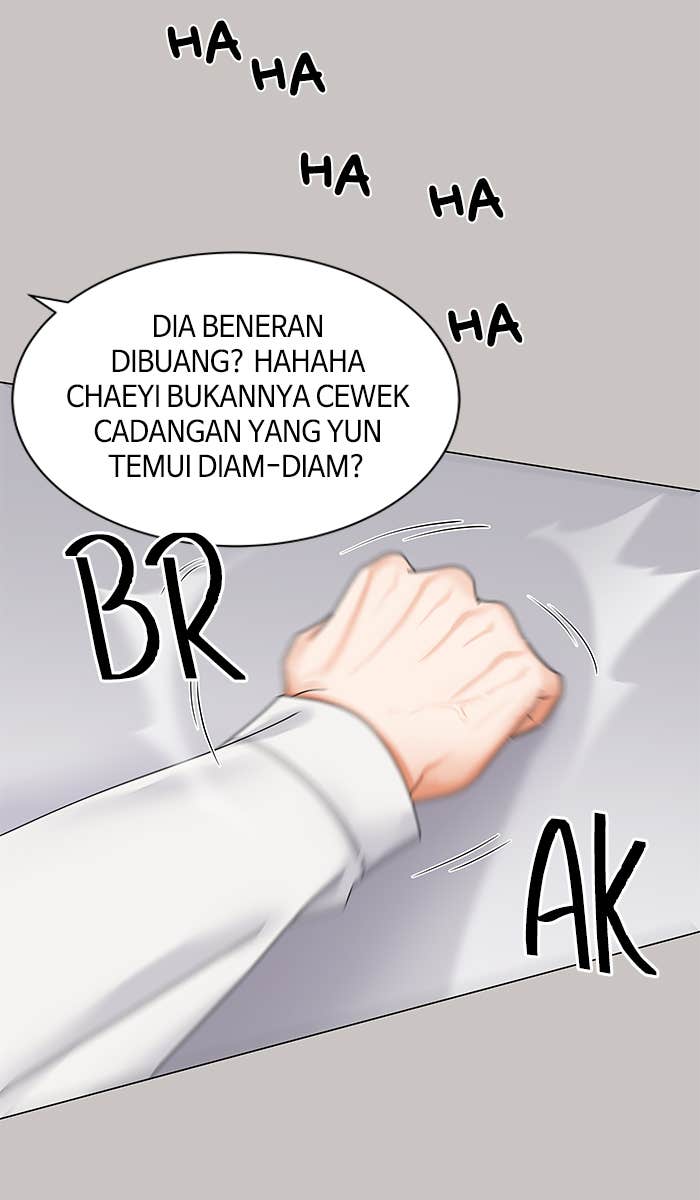 HA
HA
HA
HA
HA
DIA BENERAN
DIBUANG? HAHAHA
CHAEYI BUKANNYA CEWEK
CADANGAN YANG YUN
TEMUI DIAM-DIAM?
BR
AK